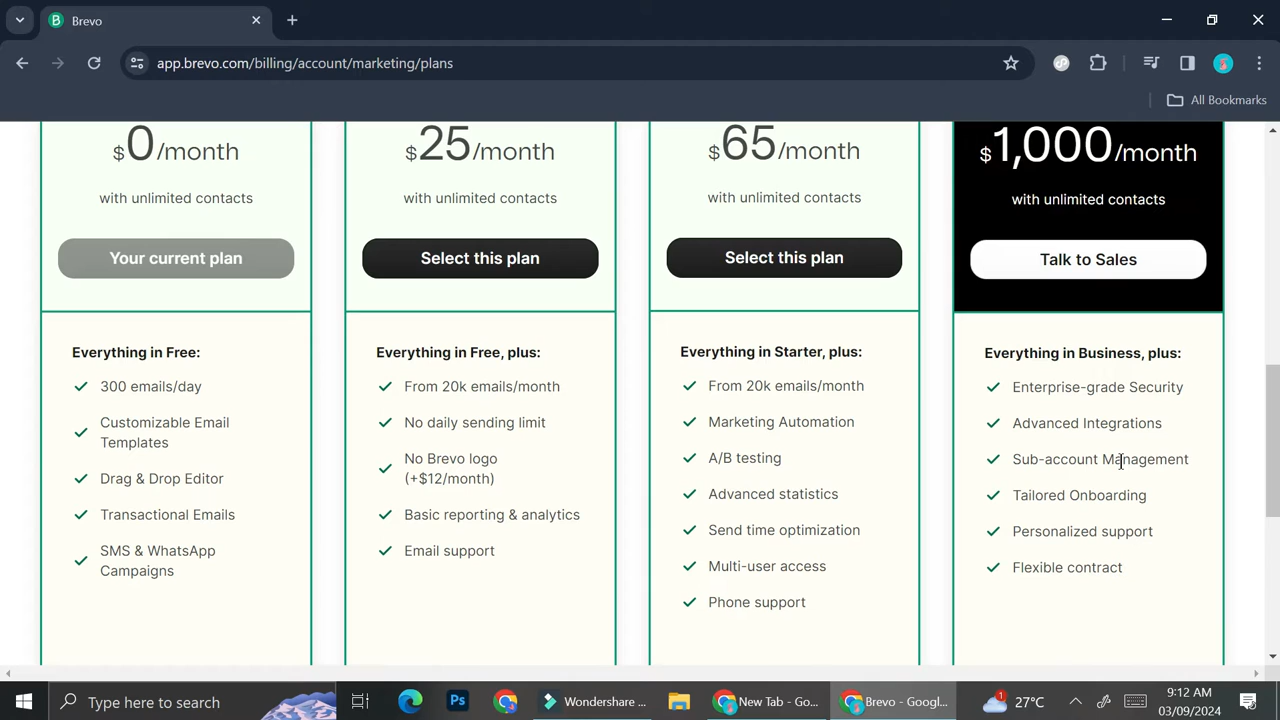 Brevo
app.brevo.com/billing/account/marketing/plans
All Bookmarks
$0/month
with unlimited contacts
Your current plan
Everything in Free:
300 emails/day
Customizable Email
Templates
Drag & Drop Editor
Transactional Emails
SMS & WhatsApp
Campaigns
$25/month
with unlimited contacts
Select this plan
Everything in Free, plus:
From 20k emails/month
No daily sending limit
No Brevo logo
(+$12/month)
Basic reporting & analytics
Email support
$65/month
with unlimited contacts
Select this plan
Everything in Starter, plus:
From 20k emails/month
Marketing Automation
A/B testing
Advanced statistics
Send time optimization
Multi-user access
Phone support
$1,000/month
with unlimited contacts
Talk to Sales
Everything in Business, plus:
Enterprise-grade Security
Advanced Integrations
Sub-account Management
Tailored Onboarding
Personalized support
Flexible contract
Type here to search
Ps
Wondershare ...
New Tab - Go...
Brevo - Googl...
1
27°C
9:12 AM
03/09/2024